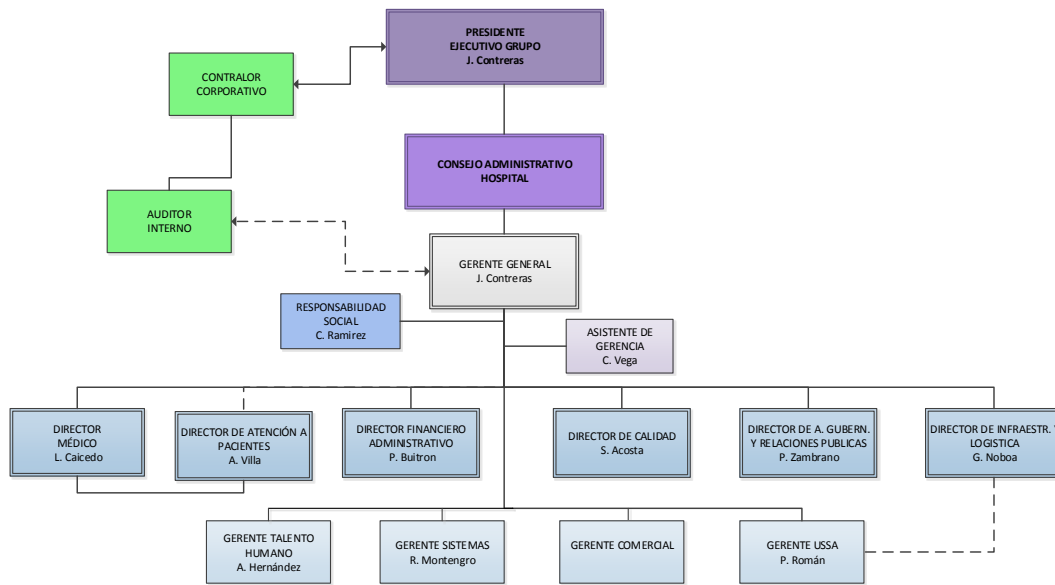 PRESIDENTE
EJECUTIVO GRUPO
J. Contreras
CONTRALOR
CORPORATIVO
CONSEJO ADMINISTRATIVO
HOSPITAL
AUDITOR
INTERNO
GERENTE GENERAL
J. Contreras
RESPONSABILIDAD
SOCIAL
C. Ramirez
ASISTENTE DE
GERENCIA
C. Vega
DIRECTOR
MÉDICO
L. Caicedo
DIRECTOR DE ATENCIÓN A
PACIENTES
A. Villa
DIRECTOR FINANCIERO
ADMINISTRATIVO
P. Buitron
DIRECTOR DE CALIDAD
S. Acosta
DIRECTOR DE A. GUBERN.
Y RELACIONES PUBLICAS
P. Zambrano
DIRECTOR DE INFRAESTR. Y
LOGISTICA
G. Noboa
GERENTE TALENTO
HUMANO
A. Hernández
GERENTE SISTEMAS
R. Montengro
GERENTE COMERCIAL
GERENTE USSA
P. Román